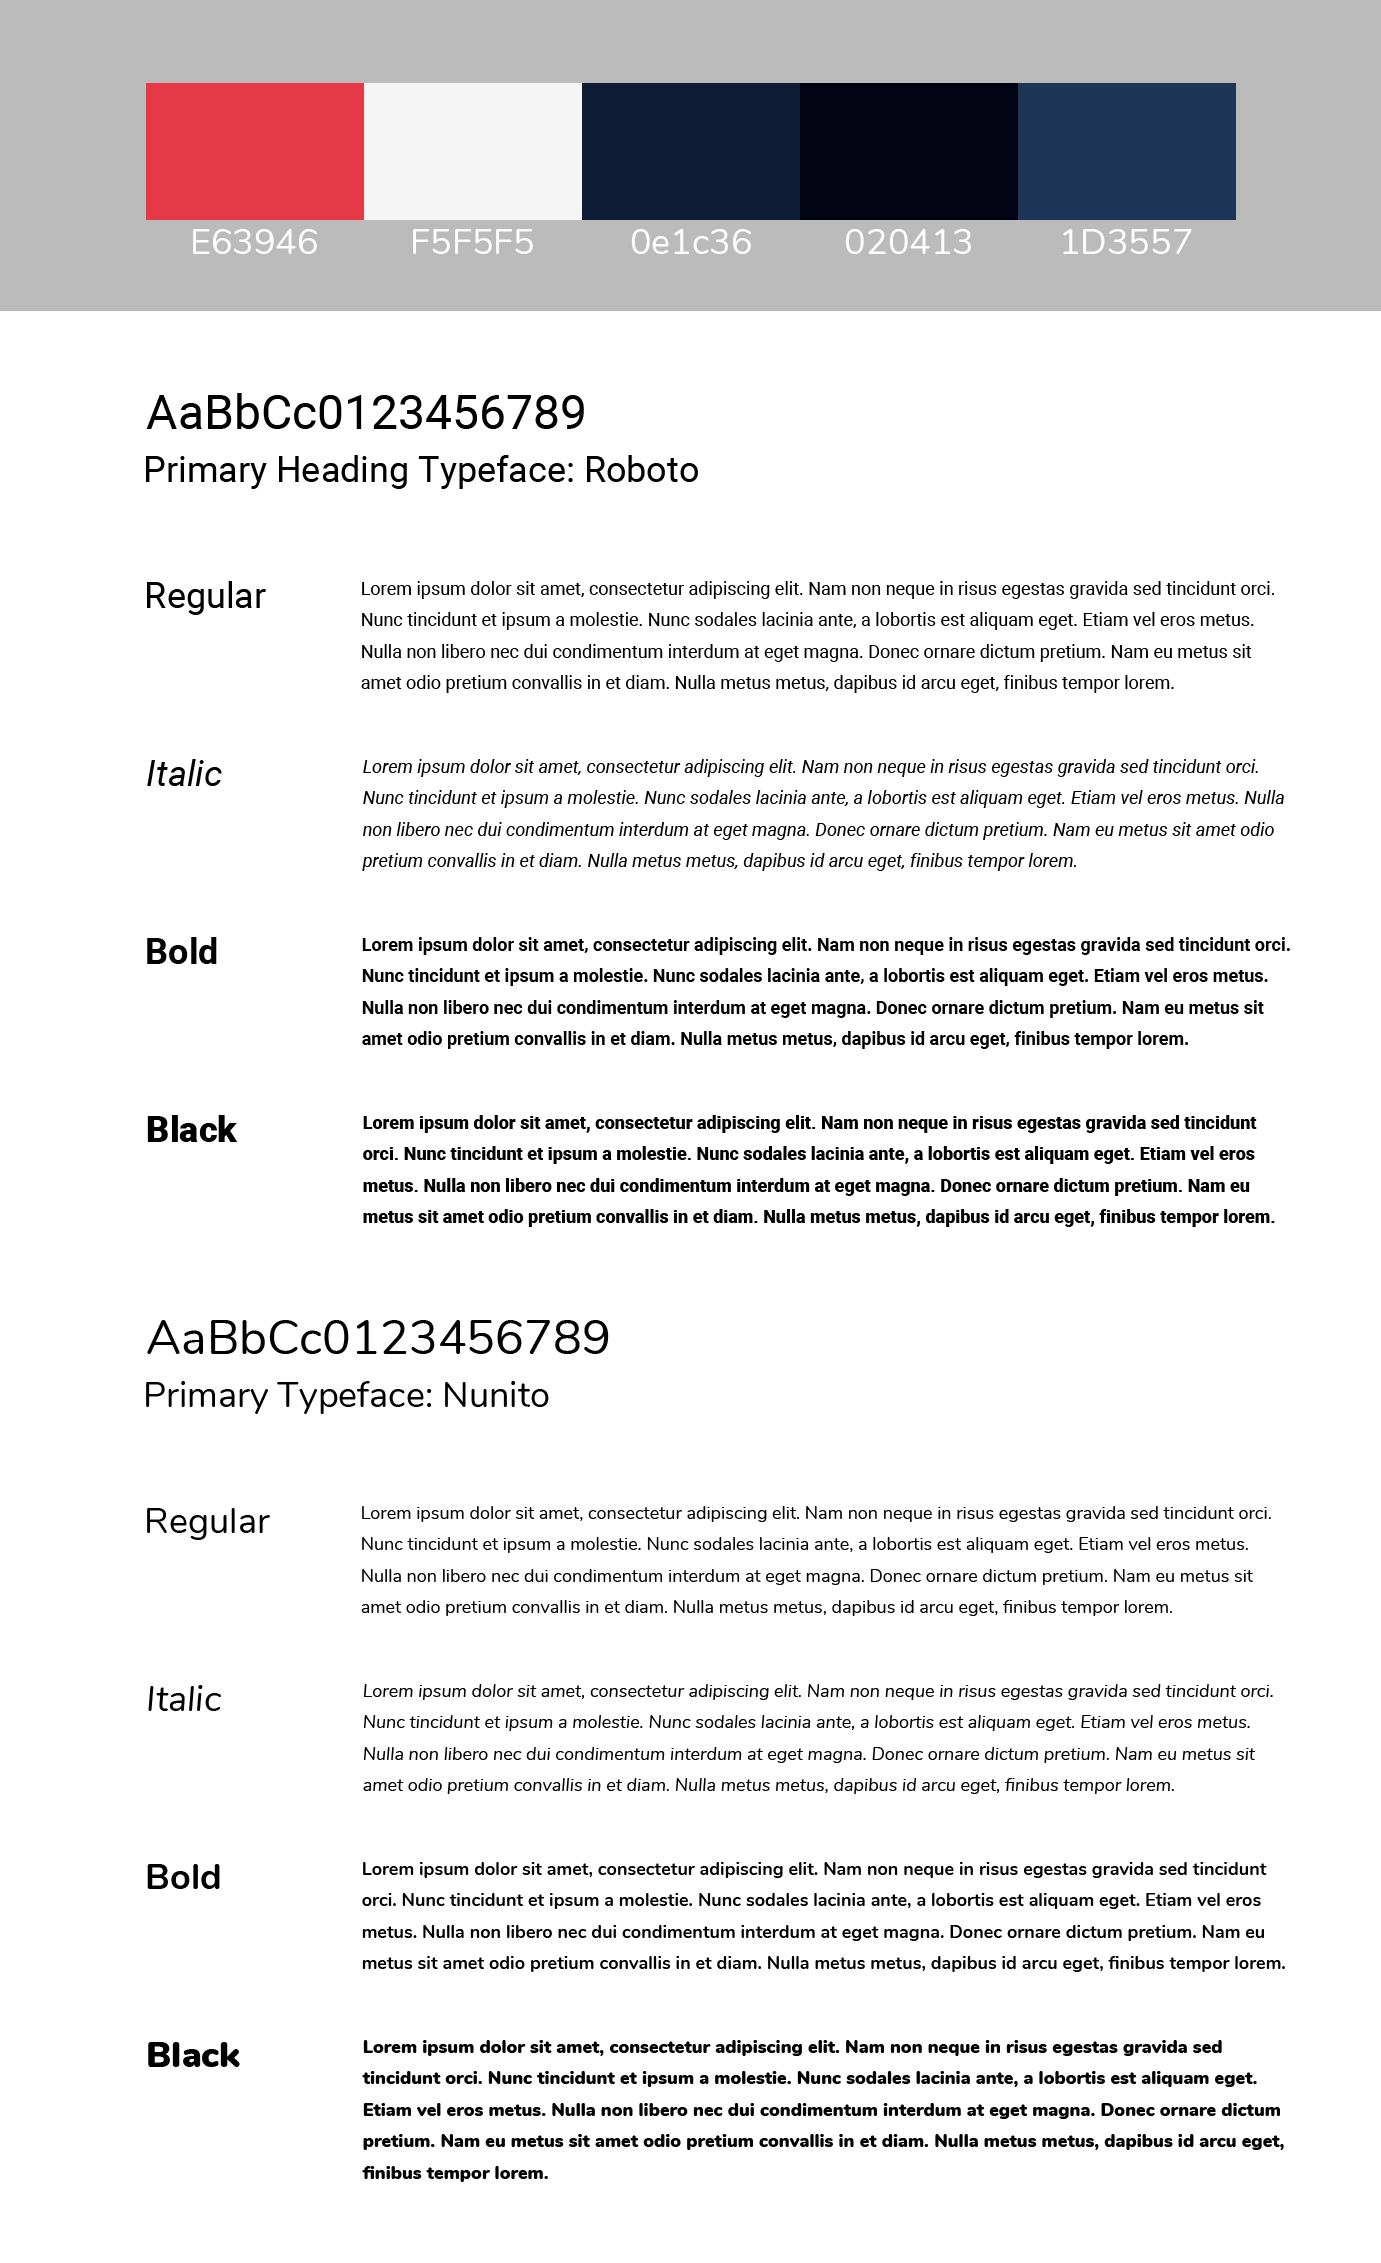 E63946 F5F5F5 0e1c36 020413 1D3557
AaBbCc0123456789
Primary Heading Typeface: Roboto
Regular
Lorem ipsum dolor sit amet, consectetur adipiscing elit. Nam non neque in risus egestas gravida sed tincidunt orci.
Nunc tincidunt et ipsum a molestie. Nunc sodales lacinia ante, a lobortis est aliquam eget. Etiam vel eros metus.
Nulla non libero nec dui condimentum interdum at eget magna. Donec ornare dictum pretium. Nam eu metus sit
amet odio pretium convallis in et diam. Nulla metus metus, dapibus id arcu eget, finibus tempor lorem.
Italic
Lorem ipsum dolor sit amet, consectetur adipiscing elit. Nam non neque in risus egestas gravida sed tincidunt orci.
Nunc tincidunt et ipsum a molestie. Nunc sodales lacinia ante, a lobortis est aliquam eget. Etiam vel eros metus. Nulla
non libero nec dui condimentum interdum at eget magna. Donec ornare dictum pretium. Nam eu metus sit amet odio
pretium convallis in et diam. Nulla metus metus, dapibus id arcu eget, finibus tempor lorem.
Bold
Lorem ipsum dolor sit amet, consectetur adipiscing elit. Nam non neque in risus egestas gravida sed tincidunt orci.
Nunc tincidunt et ipsum a molestie. Nunc sodales lacinia ante, a lobortis est aliquam eget. Etiam vel eros metus.
Nulla non libero nec dui condimentum interdum at eget magna. Donec ornare dictum pretium. Nam eu metus sit
amet odio pretium convallis in et diam. Nulla metus metus, dapibus id arcu eget, finibus tempor lorem.
Black
Lorem ipsum dolor sit amet, consectetur adipiscing elit. Nam non neque in risus egestas gravida sed tincidunt
orci. Nunc tincidunt et ipsum a molestie. Nunc sodales lacinia ante, a lobortis est aliquam eget. Etiam vel eros
metus. Nulla non libero nec dui condimentum interdum at eget magna. Donec ornare dictum pretium. Nam eu
metus sit amet odio pretium convallis in et diam. Nulla metus metus, dapibus id arcu eget, finibus tempor lorem.
AaBbCc0123456789
Primary Typeface: Nunito
Regular
Lorem ipsum dolor sit amet, consectetur adipiscing elit. Nam non neque in risus egestas gravida sed tincidunt orci.
Nunc tincidunt et ipsum a molestie. Nunc sodales lacinia ante, a lobortis est aliquam eget. Etiam vel eros metus.
Nulla non libero nec dui condimentum interdum at eget magna. Donec ornare dictum pretium. Nam eu metus sit
amet odio pretium convallis in et diam. Nulla metus metus, dapibus id arcu eget, finibus tempor lorem.
Italic
Lorem ipsum dolor sit amet, consectetur adipiscing elit. Nam non neque in risus egestas gravida sed tincidunt orci.
Nunc tincidunt et ipsum a molestie. Nunc sodales lacinia ante, a lobortis est aliquam eget. Etiam vel eros metus.
Nulla non libero nec dui condimentum interdum at eget magna. Donec ornare dictum pretium. Nam eu metus sit
amet odio pretium convallis in et diam. Nulla metus metus, dapibus id arcu eget, finibus tempor lorem.
Bold
Lorem ipsum dolor sit amet, consectetur adipiscing elit. Nam non neque in risus egestas gravida sed tincidunt
orci. Nunc tincidunt et ipsum a molestie. Nunc sodales lacinia ante, a lobortis est aliquam eget. Etiam vel eros
metus. Nulla non libero nec dui condimentum interdum at eget magna. Donec ornare dictum pretium. Nam eu
metus sit amet odio pretium convallis in et diam. Nulla metus metus, dapibus id arcu eget, finibus tempor lorem.
Black
Lorem ipsum dolor sit amet, consectetur adipiscing elit. Nam non neque in risus egestas gravida sed
tincidunt orci. Nunc tincidunt et ipsum a molestie. Nunc sodales lacinia ante, a lobortis est aliquam eget.
Etiam vel eros metus. Nulla non libero nec dui condimentum interdum at eget magna. Donec ornare dictum
pretium. Nam eu metus sit amet odio pretium convallis in et diam. Nulla metus metus, dapibus id arcu eget,
finibus tempor lorem.